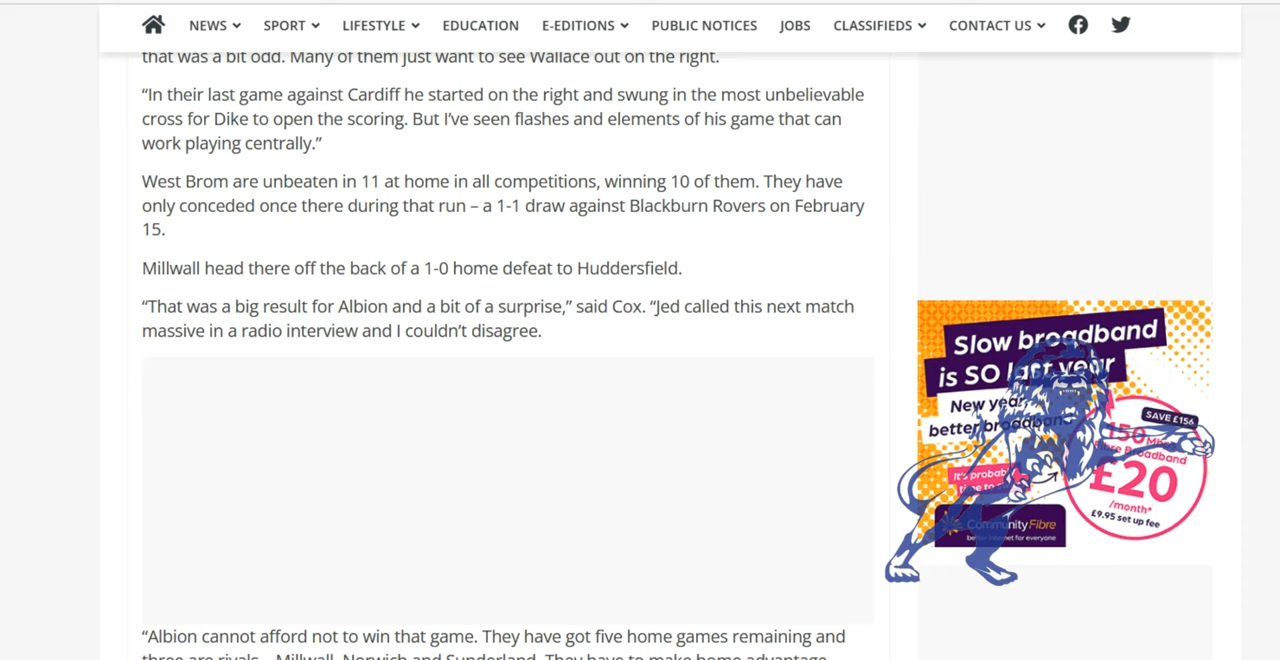 NEWS SPORT LIFESTYLE EDUCATION E-EDITIONS PUBLIC NOTICES JOBS CLASSIFIEDS CONTACT US
that was a bit odd. Many of them just want to see Wallace out on the right.
“In their last game against Cardiff he started on the right and swung in the most unbelievable
cross for Dike to open the scoring. But I’ve seen flashes and elements of his game that can
work playing centrally.”
West Brom are unbeaten in 11 at home in all competitions, winning 10 of them. They have
only conceded once there during that run – a 1-1 draw against Blackburn Rovers on February
15.
Millwall head there off the back of a 1-0 home defeat to Huddersfield.
“That was a big result for Albion and a bit of a surprise,” said Cox. “Jed called this next match
massive in a radio interview and I couldn’t disagree.
“Albion cannot afford not to win that game. They have got five home games remaining and
three are rivals – Millwall, Norwich and Sunderland. They have to make home advantage
Slow broadband
is SO last year
New year
better broadband
SAVE £156
150Mbps
Fibre Broadband
£20
/month*
£9.95 set up fee
It's probably
time to
CommunityFibre
better internet for everyone